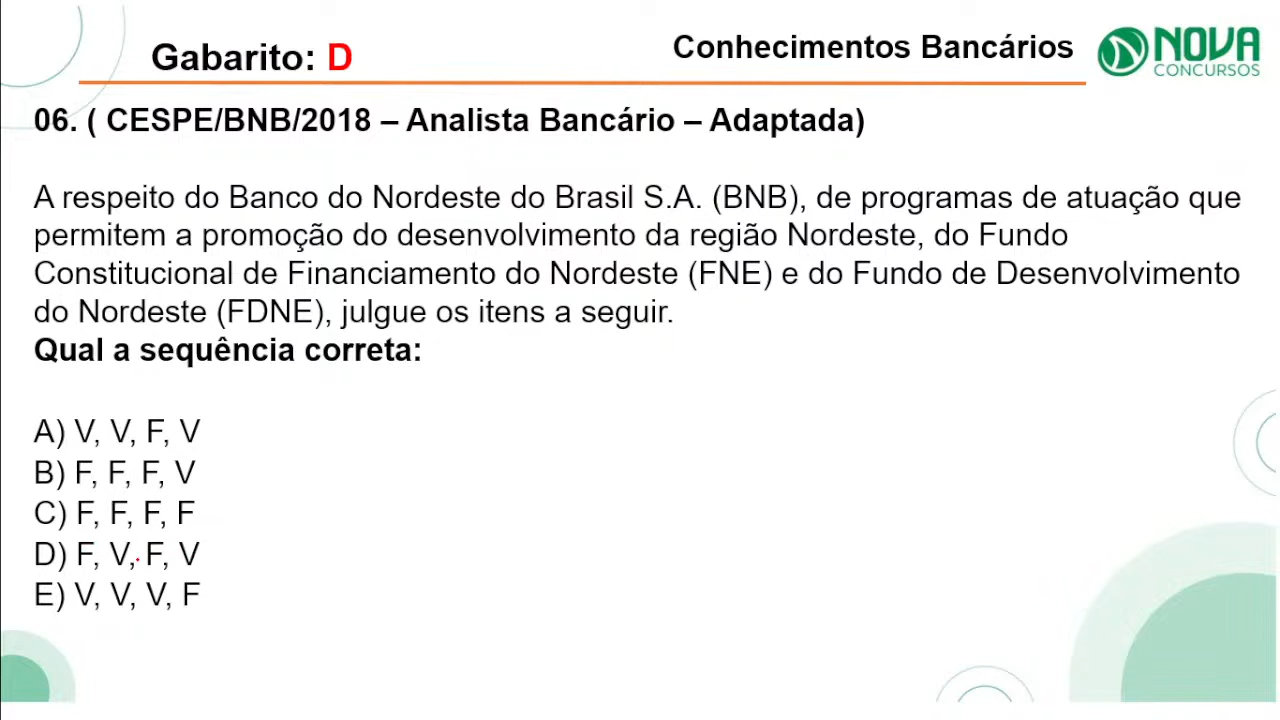 Gabarito: D
Conhecimentos Bancários
NOVA
CONCURSOS
06. ( CESPE/BNB/2018 – Analista Bancário – Adaptada)
A respeito do Banco do Nordeste do Brasil S.A. (BNB), de programas de atuação que
permitem a promoção do desenvolvimento da região Nordeste, do Fundo
Constitucional de Financiamento do Nordeste (FNE) e do Fundo de Desenvolvimento
do Nordeste (FDNE), julgue os itens a seguir.
Qual a sequência correta:
A) V, V, F, V
B) F, F, F, V
C) F, F, F, F
D) F, V, F, V
E) V, V, V, F